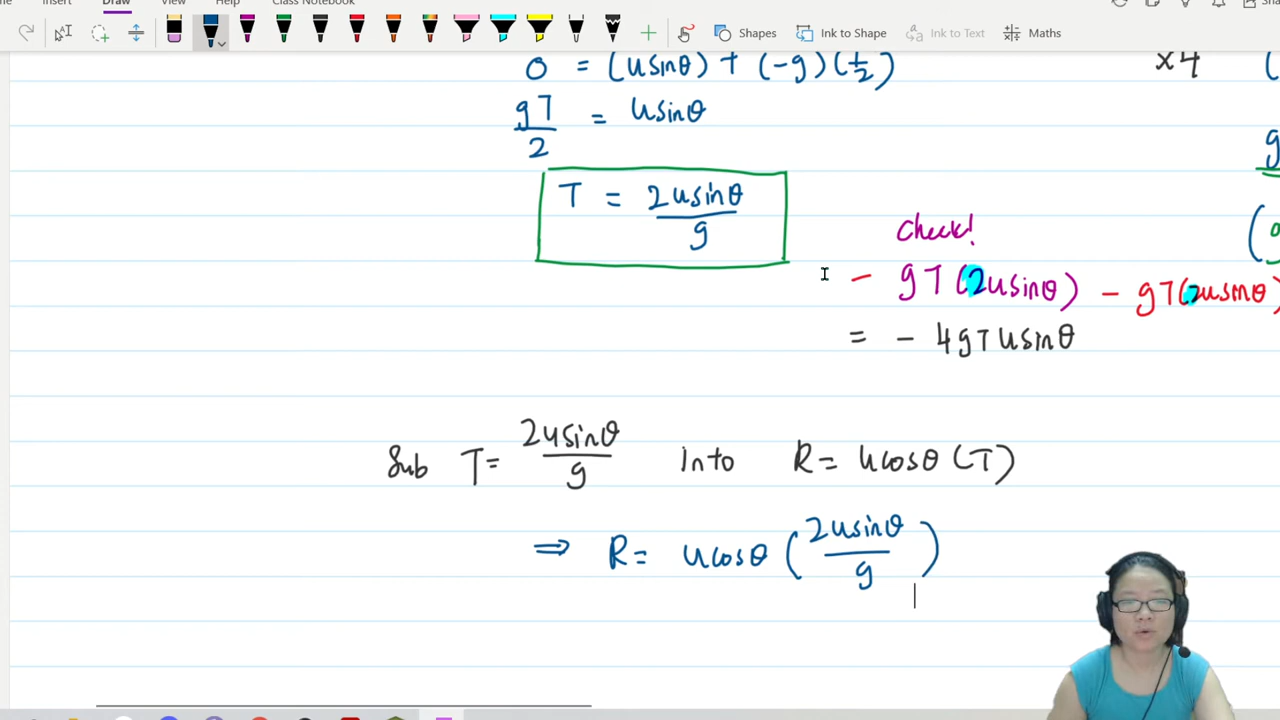 Insert Draw View Help Class Notebook
Shapes Ink to Shape Ink to Text Maths
0 = (usinθ) + (-g)(t/2)
gT/2 = usinθ
T = 2usinθ/g
×4
Check!
- gT(2usinθ) - gT(2usinθ)
= - 4gTusinθ
Sub T = 2usinθ/g into R = ucosθ (T)
⇒ R = ucosθ (2usinθ/g)